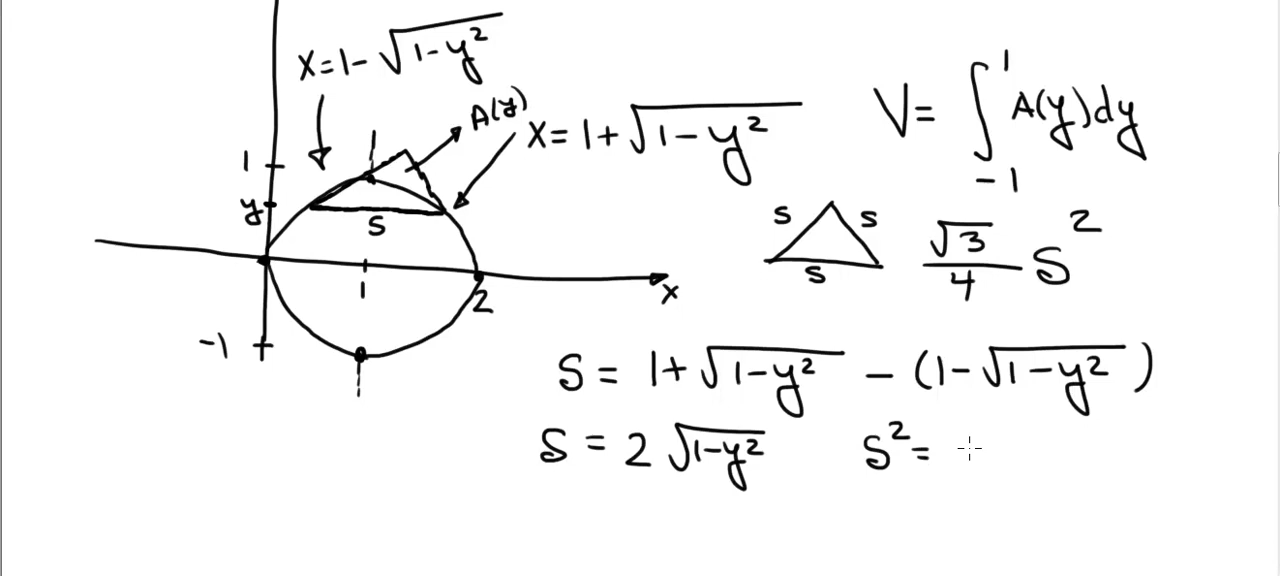 x=1-√(1-y²)
A(y)
x=1+√(1-y²)
V= ∫₋₁¹ A(y)dy
1
1
y
s
1
2
x
-1
s s
s
√3/4 S²
S = 1+√(1-y²) - (1-√(1-y²))
S = 2√(1-y²) S² =